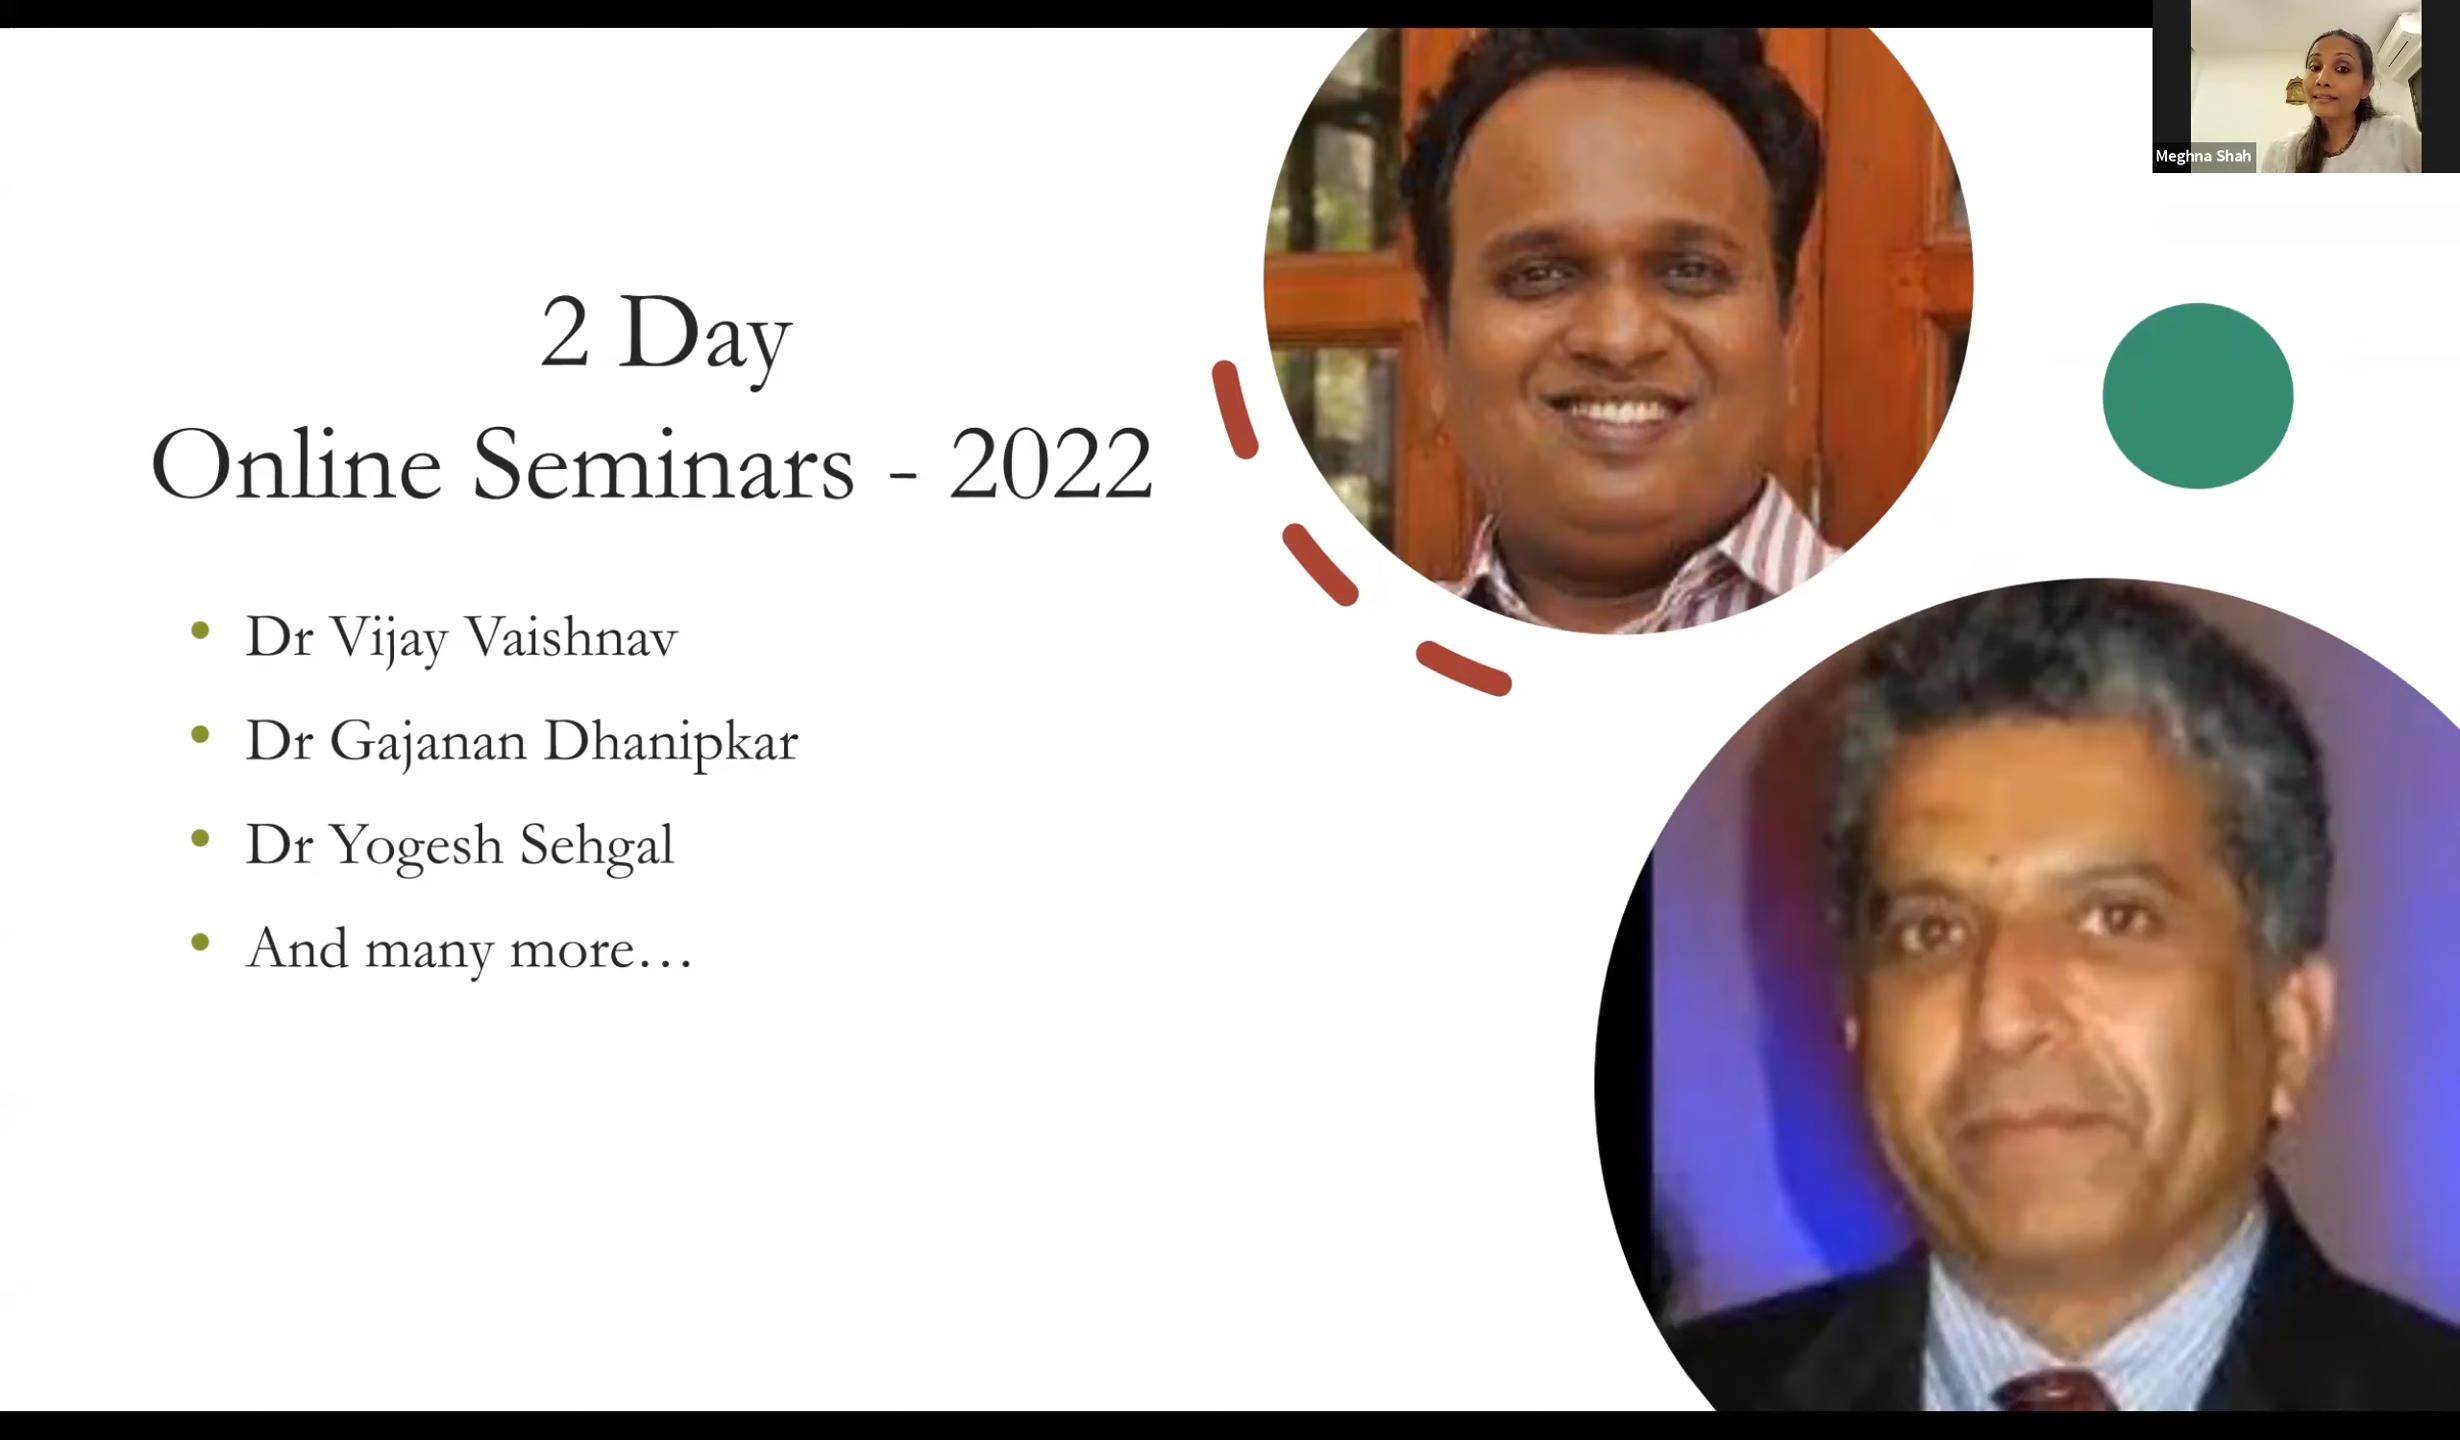 2 Day
Online Seminars - 2022
Dr Vijay Vaishnav
Dr Gajanan Dhanipkar
Dr Yogesh Sehgal
And many more…
Meghna Shah